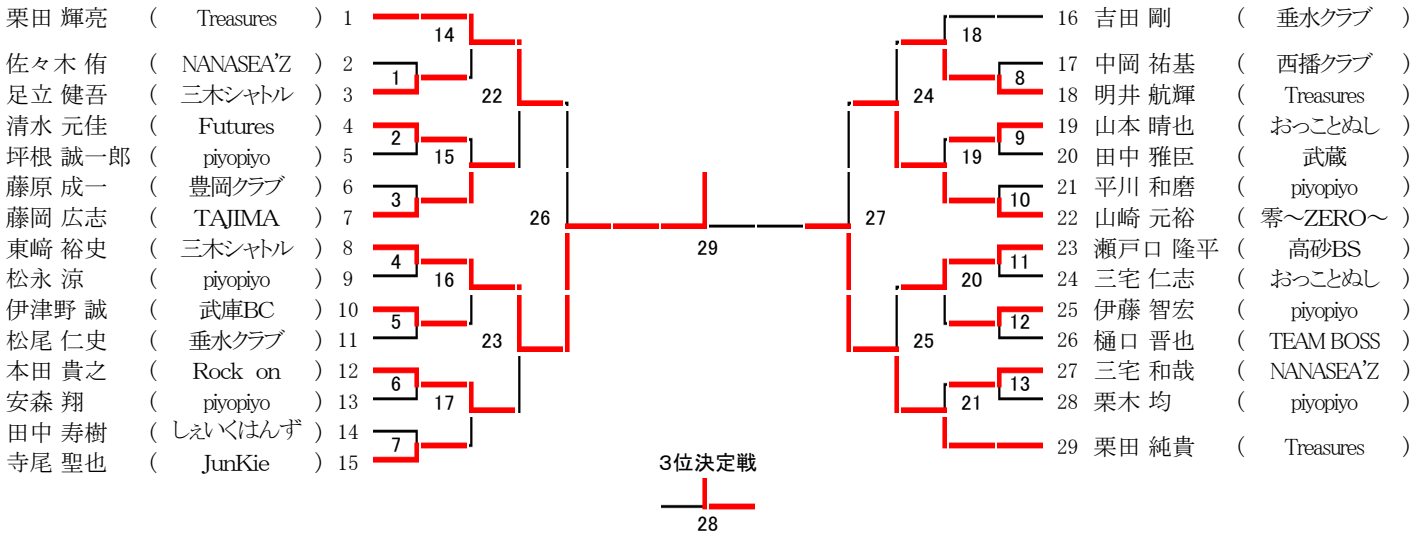 栗田 輝亮 ( Treasures ) 1
佐々木 侑 ( NANASEA'Z ) 2
足立 健吾 ( 三木シャトル ) 3
清水 元佳 ( Futures ) 4
坪根 誠一郎 ( piyopiyo ) 5
藤原 成一 ( 豊岡クラブ ) 6
藤岡 広志 ( TAJIMA ) 7
東﨑 裕史 ( 三木シャトル ) 8
松永 涼 ( piyopiyo ) 9
伊津野 誠 ( 武庫BC ) 10
松尾 仁史 ( 垂水クラブ ) 11
本田 貴之 ( Rock on ) 12
安森 翔 ( piyopiyo ) 13
田中 寿樹 ( しぇいくはんず ) 14
寺尾 聖也 ( JunKie ) 15
14
1
22
2
15
3
26
4
16
5
23
6
17
7
29
3位決定戦
28
18
8
24
9
19
10
27
11
20
12
25
13
21
16 吉田 剛 ( 垂水クラブ )
17 中岡 祐基 ( 西播クラブ )
18 明井 航輝 ( Treasures )
19 山本 晴也 ( おっことぬし )
20 田中 雅臣 ( 武蔵 )
21 平川 和磨 ( piyopiyo )
22 山崎 元裕 ( 零～ZERO～ )
23 瀬戸口 隆平 ( 高砂BS )
24 三宅 仁志 ( おっことぬし )
25 伊藤 智宏 ( piyopiyo )
26 樋口 晋也 ( TEAM BOSS )
27 三宅 和哉 ( NANASEA'Z )
28 栗木 均 ( piyopiyo )
29 栗田 純貴 ( Treasures )